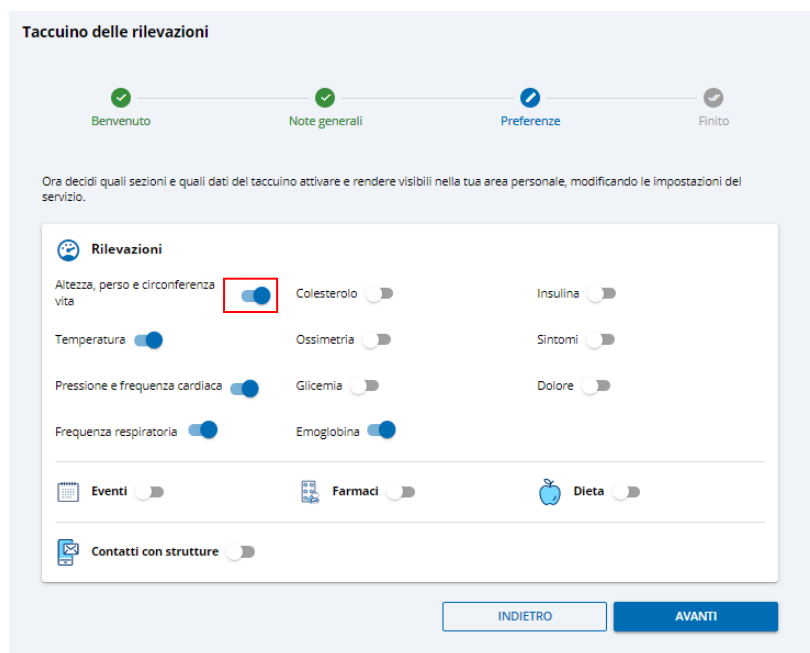 Taccuino delle rilevazioni
Benvenuto
Note generali
Preferenze
Finito
Ora decidi quali sezioni e quali dati del taccuino attivare e rendere visibili nella tua area personale, modificando le impostazioni del
servizio.
Rilevazioni
Altezza, perso e circonferenza
vita
Colesterolo
Insulina
Temperatura
Ossimetria
Sintomi
Pressione e frequenza cardiaca
Glicemia
Dolore
Frequenza respiratoria
Emoglobina
Eventi
Farmaci
Dieta
Contatti con strutture
INDIETRO
AVANTI